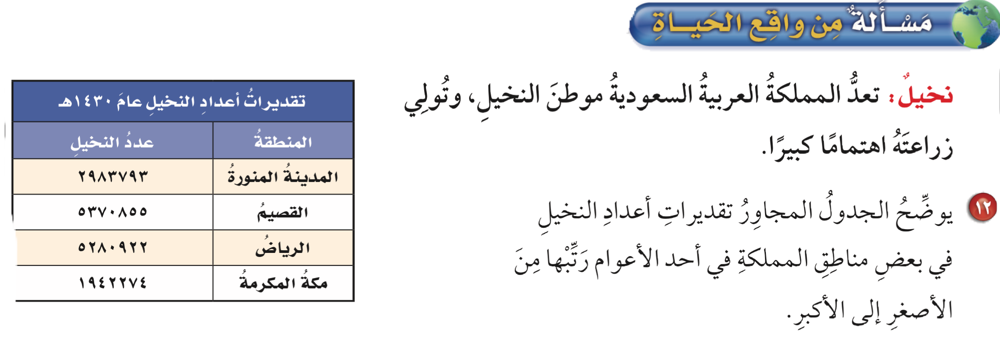 مَسْأَلةٌ مِن واقِع الحَياةِ
نخيلٌ: تعدُّ المملكةُ العربيةُ السعوديةُ موطنَ النخيلِ، وتُولِي
زراعتَهُ اهتمامًا كبيرًا.
١٢ يوضِّحُ الجدولُ المجاوِرُ تقديراتِ أعدادِ النخيلِ
في بعضِ مناطِقِ المملكةِ في أحد الأعوام رَتِّبْها مِنَ
الأصغرِ إلى الأكبرِ.
تقديراتُ أعدادِ النخيلِ عامَ ١٤٣٠هـ
المنطقةُ عددُ النخيلِ
المدينةُ المنورةُ ٢٩٨٣٧٩٣
القصيمُ ٥٣٧٠٨٥٥
الرياضُ ٥٢٨٠٩٢٢
مكةُ المكرمةُ ١٩٤٢٢٧٤